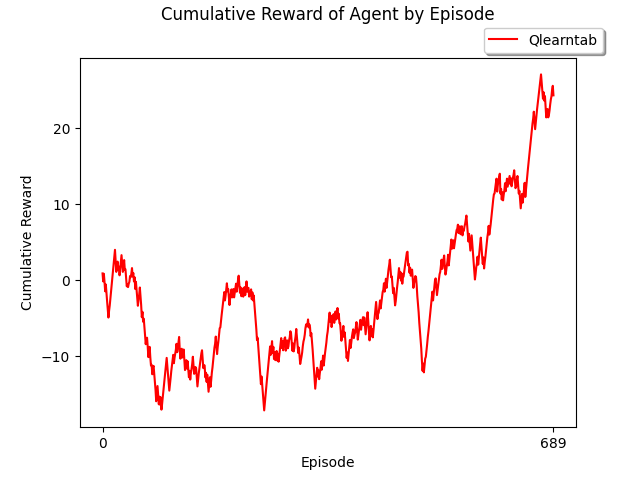 Cumulative Reward of Agent by Episode
Qlearntab
20
10
0
−10
Cumulative Reward
0 689
Episode